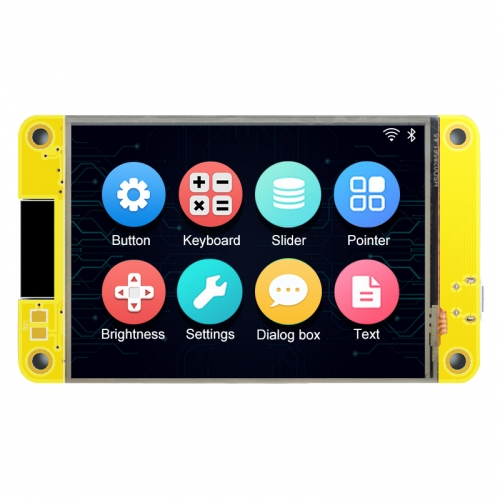 Button Keyboard Slider Pointer
Brightness Settings Dialog box Text